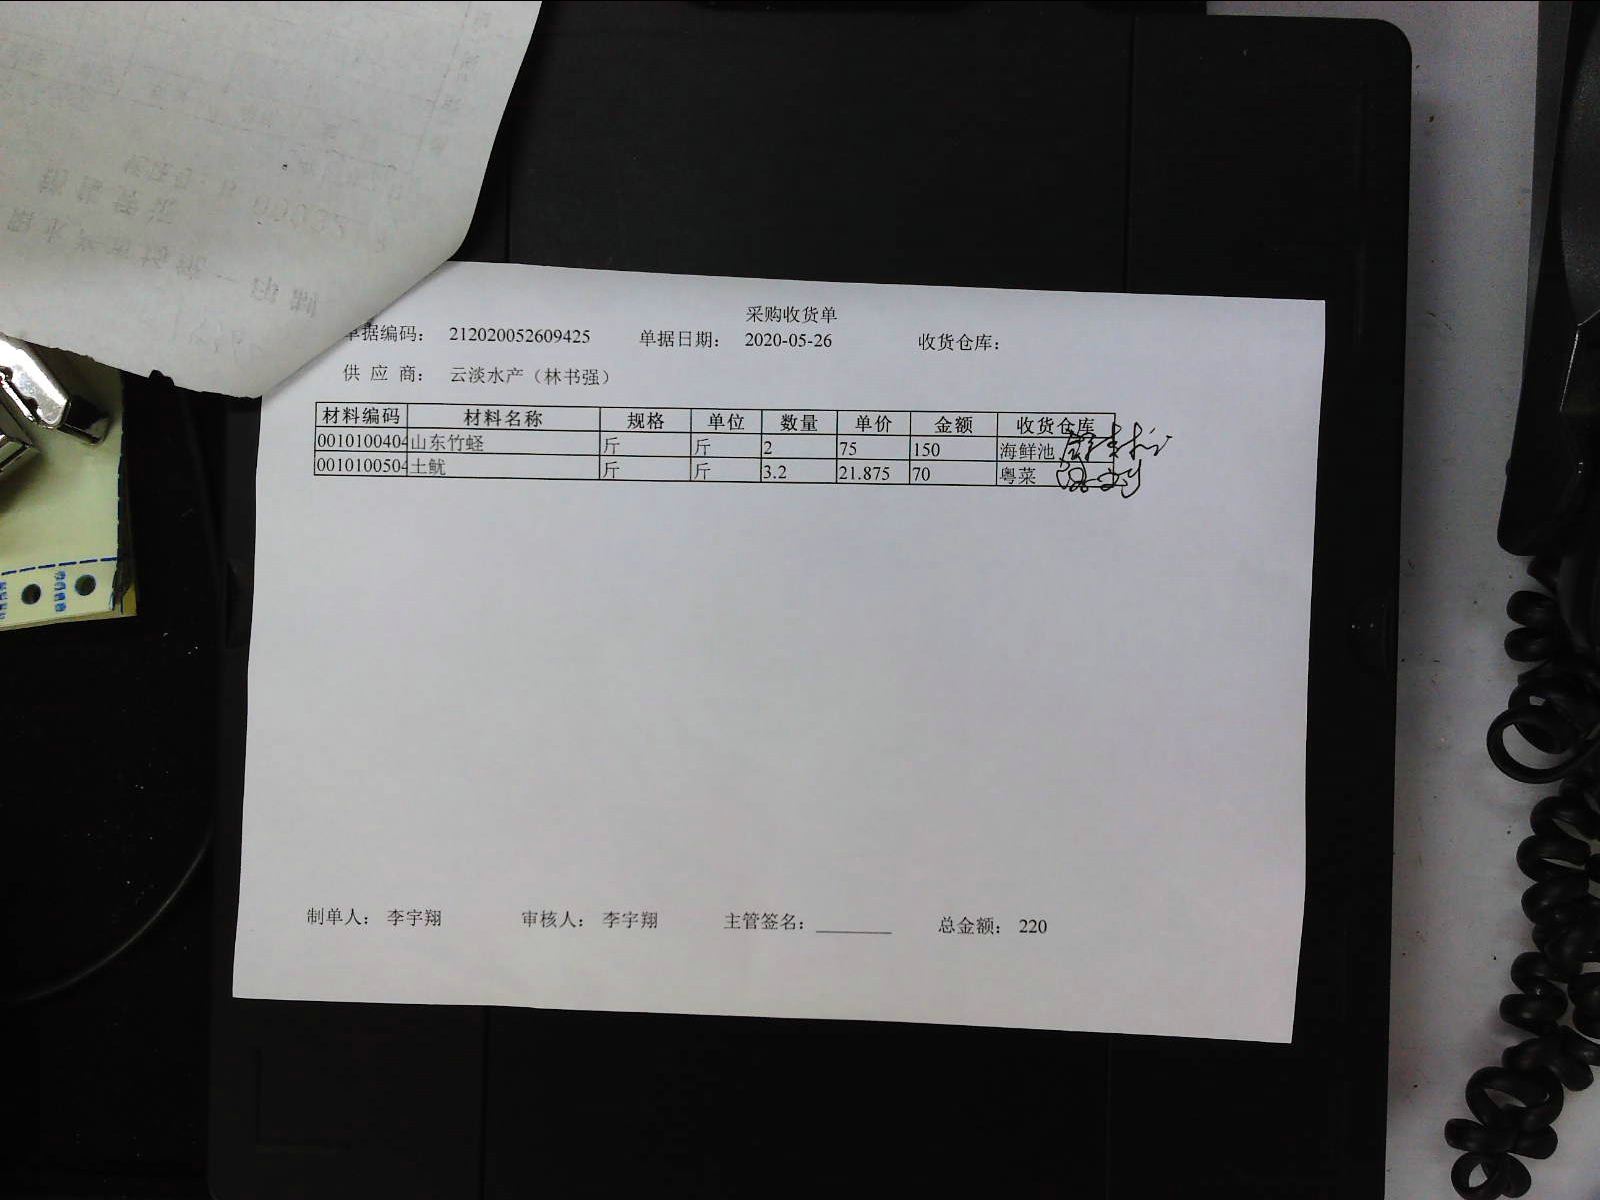 采购收货单
单据编码： 212020052609425 单据日期： 2020-05-26 收货仓库：
供 应 商： 云淡水产（林书强）
材料编码 材料名称 规格 单位 数量 单价 金额 收货仓库
0010100404 山东竹蛏 斤 斤 2 75 150 海鲜池
0010100504 土鱿 斤 斤 3.2 21.875 70 粤菜
制单人： 李宇翔 审核人： 李宇翔 主管签名：________ 总金额： 220